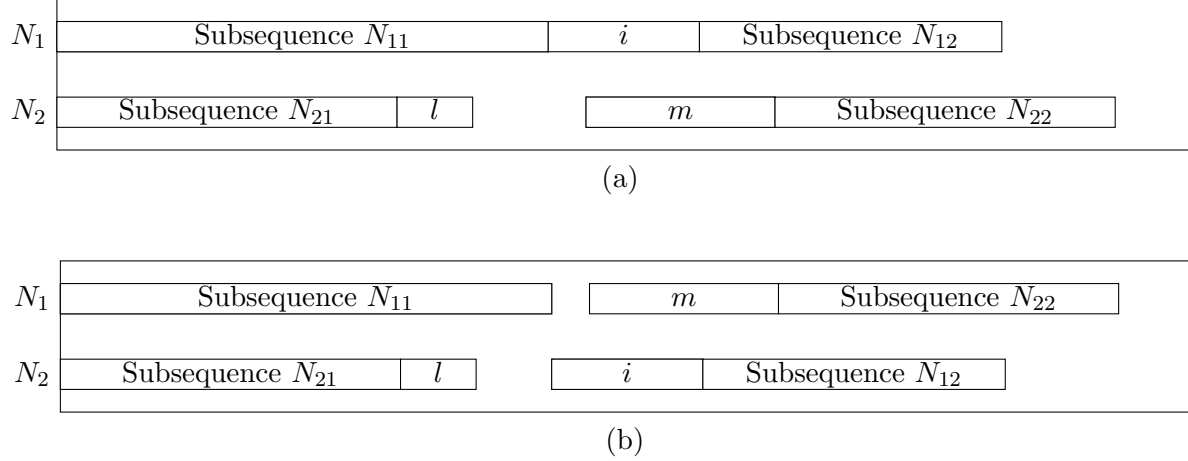 N₁ Subsequence N₁₁ i Subsequence N₁₂
N₂ Subsequence N₂₁ l m Subsequence N₂₂
(a)
N₁ Subsequence N₁₁ m Subsequence N₂₂
N₂ Subsequence N₂₁ l i Subsequence N₁₂
(b)